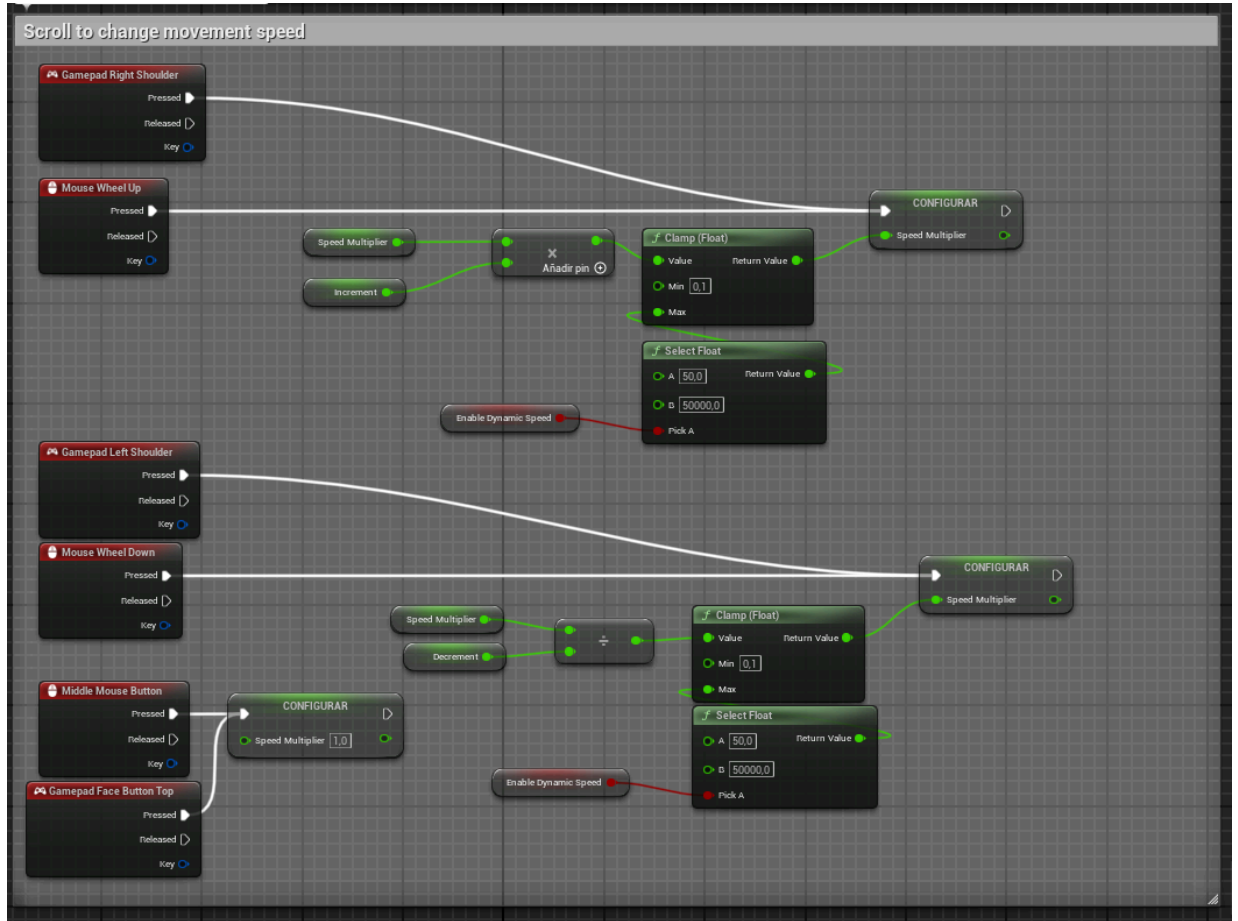 Scroll to change movement speed
Gamepad Right Shoulder
Pressed
Released
Key
Mouse Wheel Up
Pressed
Released
Key
Speed Multiplier
Increment
×
Añadir pin
f Clamp (Float)
Value
Return Value
Min 0,1
Max
CONFIGURAR
Speed Multiplier
f Select Float
A 50,0
Return Value
B 50000,0
Pick A
Enable Dynamic Speed
Gamepad Left Shoulder
Pressed
Released
Key
Mouse Wheel Down
Pressed
Released
Key
Speed Multiplier
Decrement
÷
f Clamp (Float)
Value
Return Value
Min 0,1
Max
CONFIGURAR
Speed Multiplier
f Select Float
A 50,0
Return Value
B 50000,0
Pick A
Enable Dynamic Speed
Middle Mouse Button
Pressed
Released
Key
CONFIGURAR
Speed Multiplier 1,0
Gamepad Face Button Top
Pressed
Released
Key